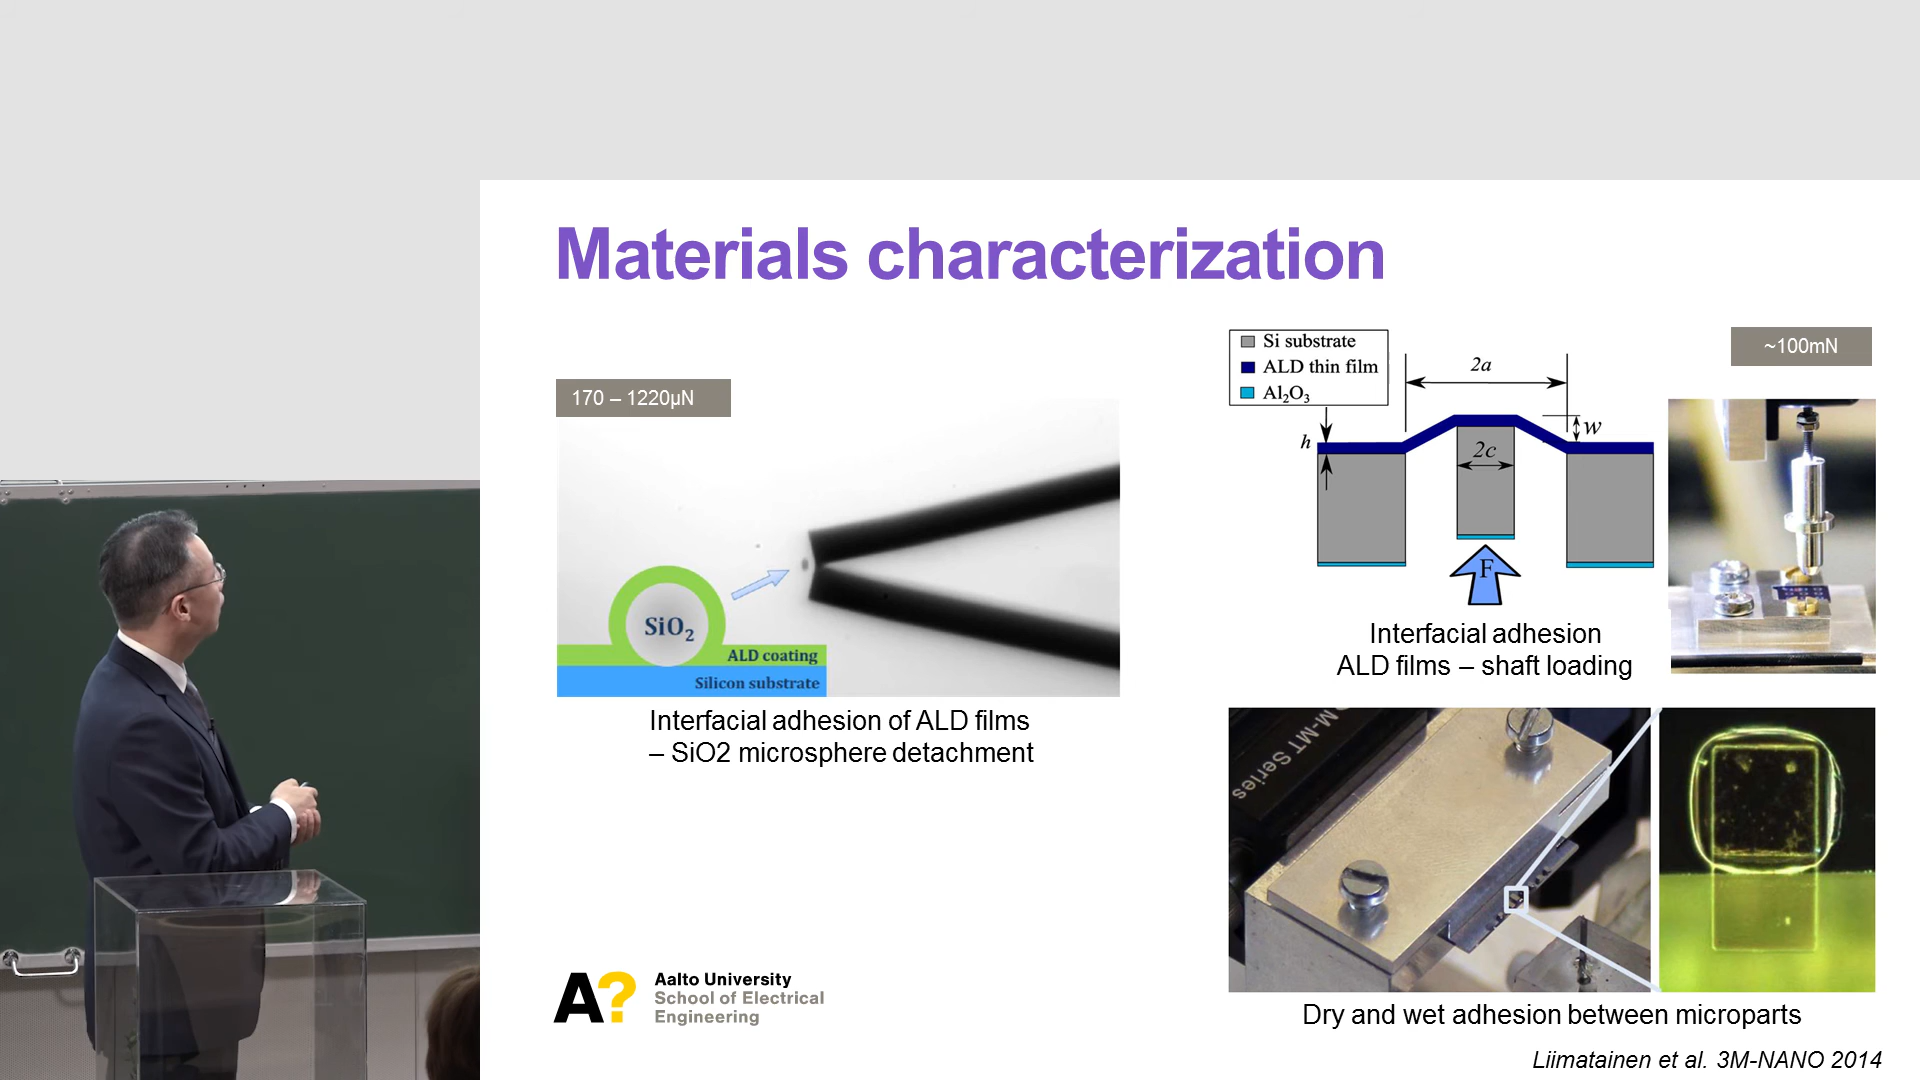 Materials characterization
170 – 1220µN
SiO₂
ALD coating
Silicon substrate
Interfacial adhesion of ALD films
– SiO2 microsphere detachment
Si substrate
ALD thin film
Al₂O₃
2a
h
w
2c
F
~100mN
Interfacial adhesion
ALD films – shaft loading
M-MT Series
Dry and wet adhesion between microparts
A?
Aalto University
School of Electrical
Engineering
Liimatainen et al. 3M-NANO 2014